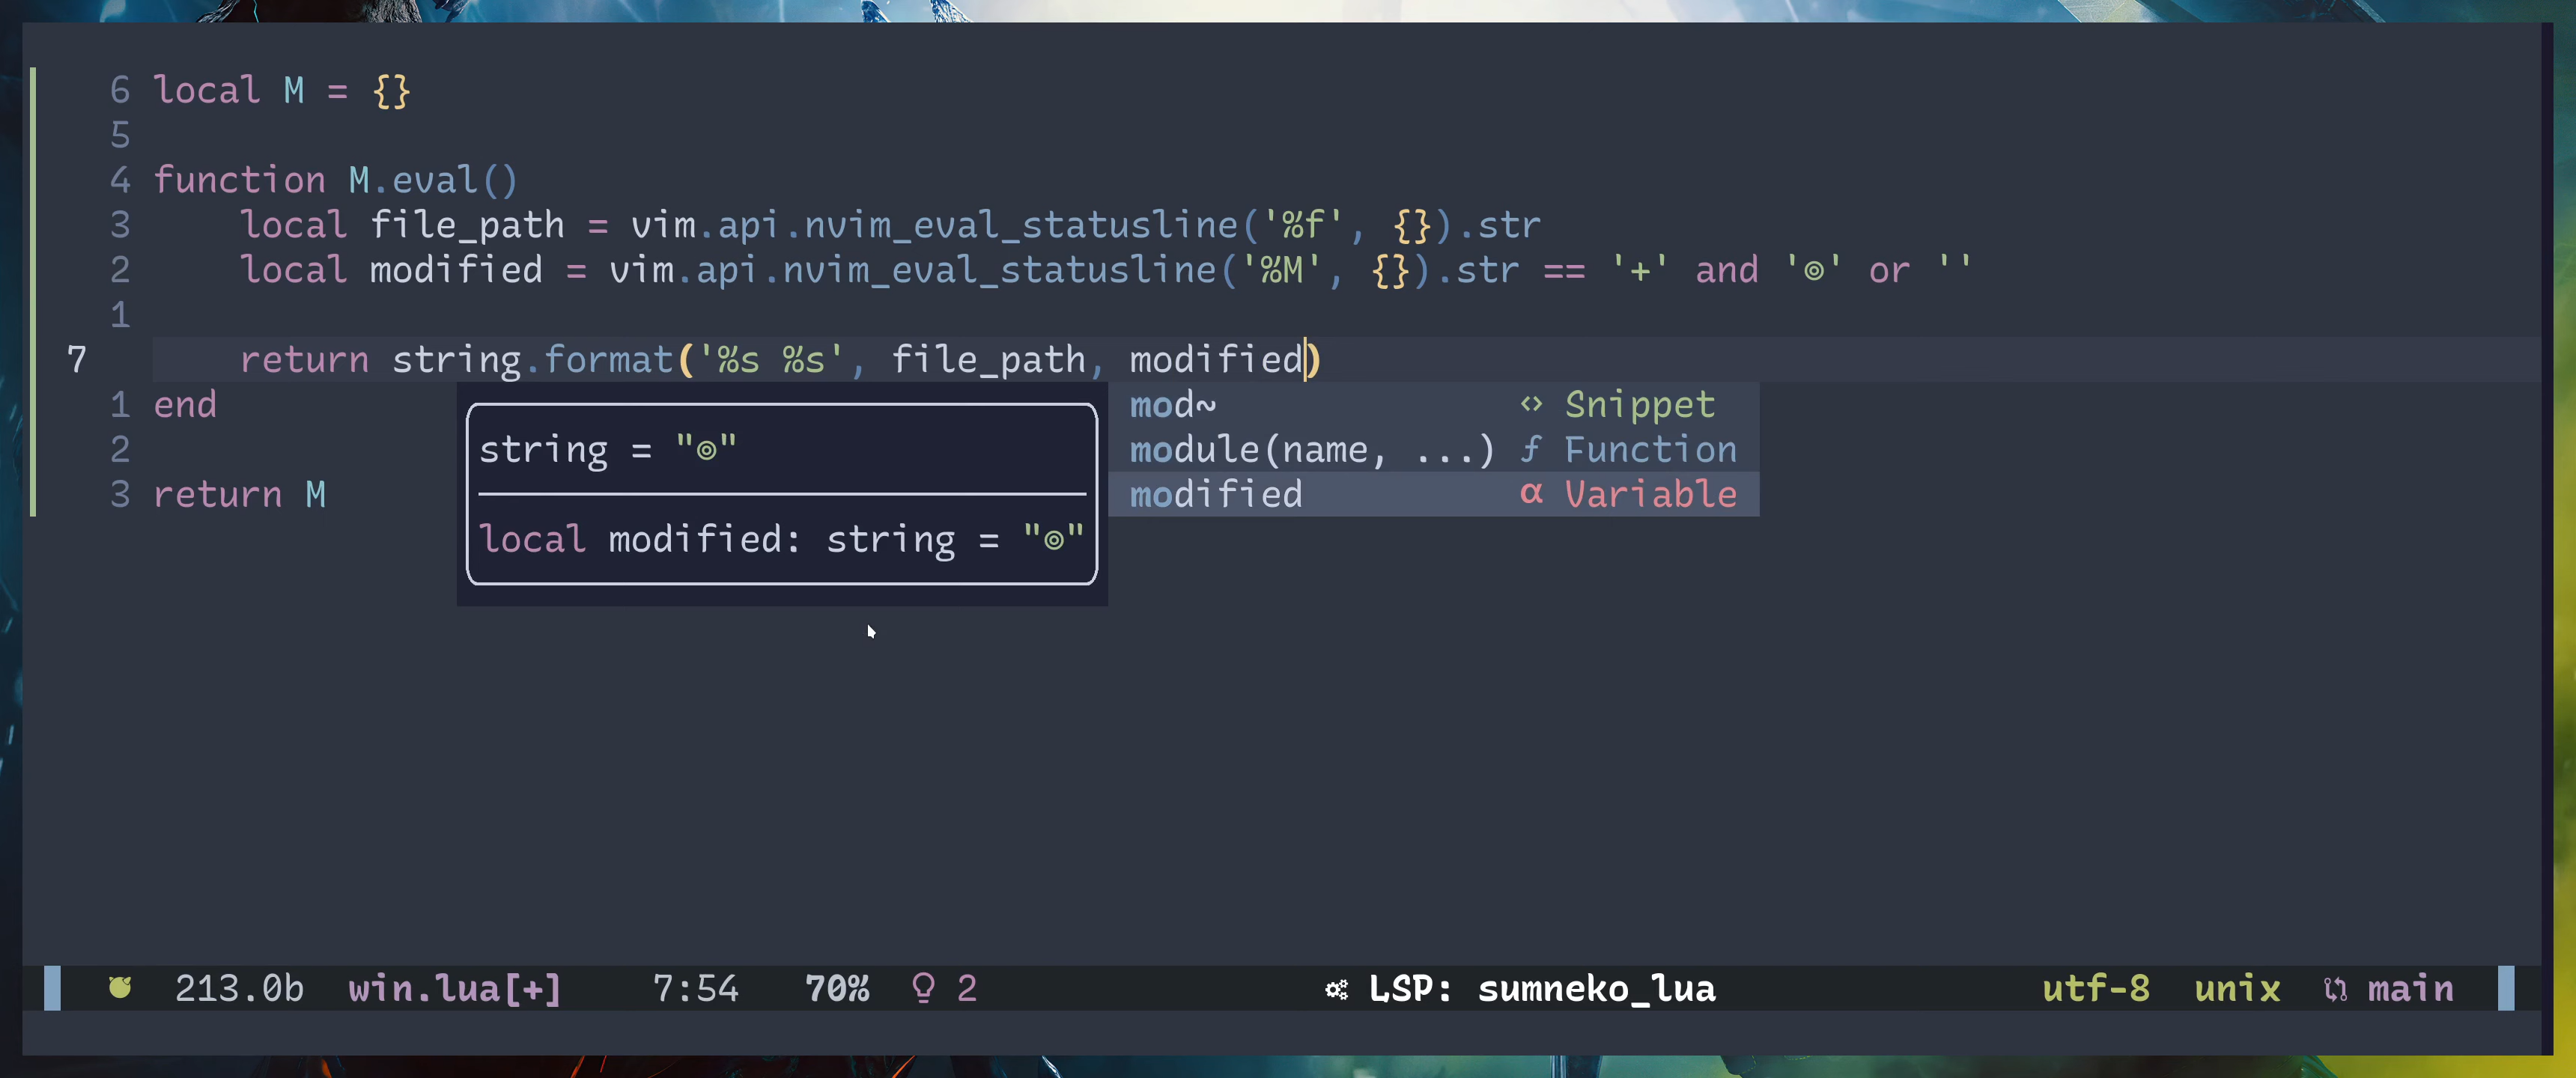 6 local M = {}
5
4 function M.eval()
3     local file_path = vim.api.nvim_eval_statusline('%f', {}).str
2     local modified = vim.api.nvim_eval_statusline('%M', {}).str == '+' and '⊚' or ''
1
7     return string.format('%s %s', file_path, modified)
1 end
2
3 return M
string = "⊚"
local modified: string = "⊚"
mod~ <> Snippet
module(name, ...) ƒ Function
modified α Variable
213.0b win.lua[+] 7:54 70% 2 LSP: sumneko_lua utf-8 unix main